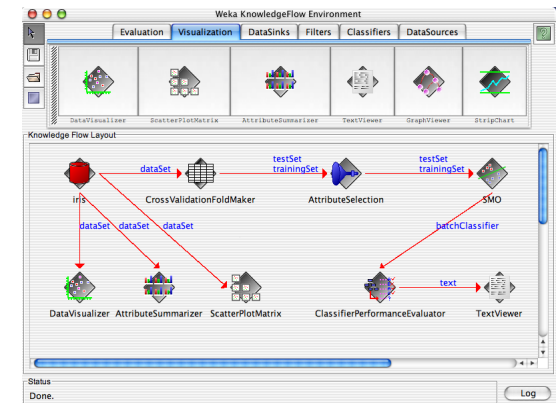 Weka KnowledgeFlow Environment
Evaluation Visualization DataSinks Filters Classifiers DataSources
DataVisualizer ScatterPlotMatrix AttributeSummarizer TextViewer GraphViewer StripChart
Knowledge Flow Layout
testSet testSet
dataSet trainingSet trainingSet
iris CrossValidationFoldMaker AttributeSelection SMO
dataSet dataSet dataSet batchClassifier
text
DataVisualizer AttributeSummarizer ScatterPlotMatrix ClassifierPerformanceEvaluator TextViewer
Status
Done. Log